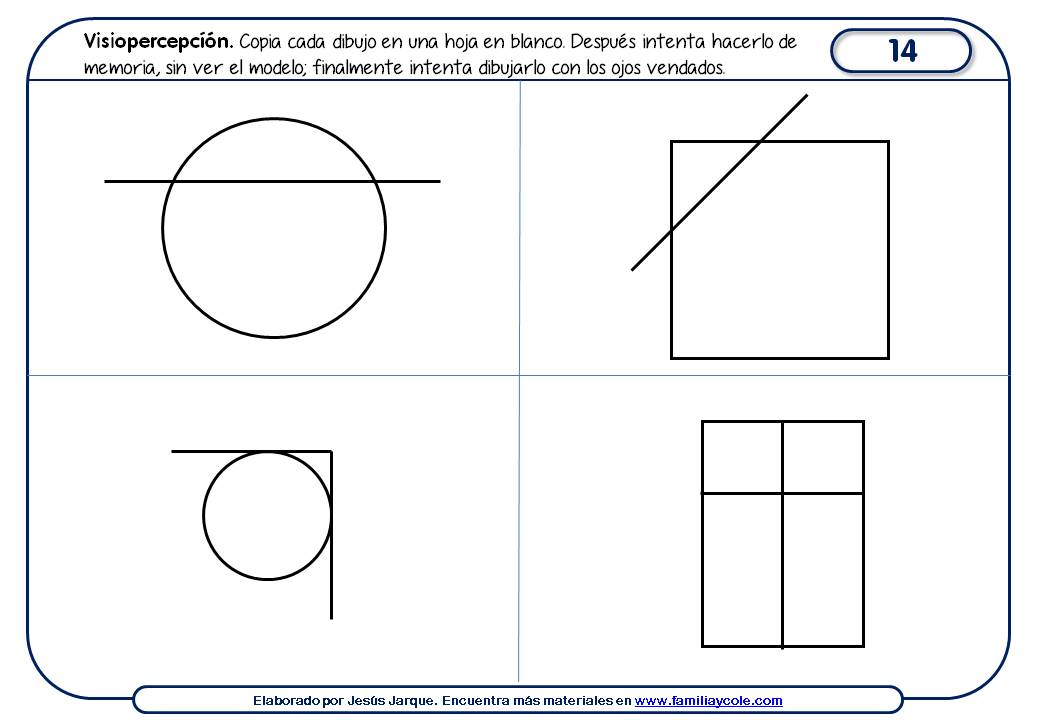 Visiopercepcíón. Copia cada dibujo en una hoja en blanco. Después intenta hacerlo de
memoria, sin ver el modelo; finalmente intenta dibujarlo con los ojos vendados.
14
Elaborado por Jesús Jarque. Encuentra más materiales en www.familiaycole.com